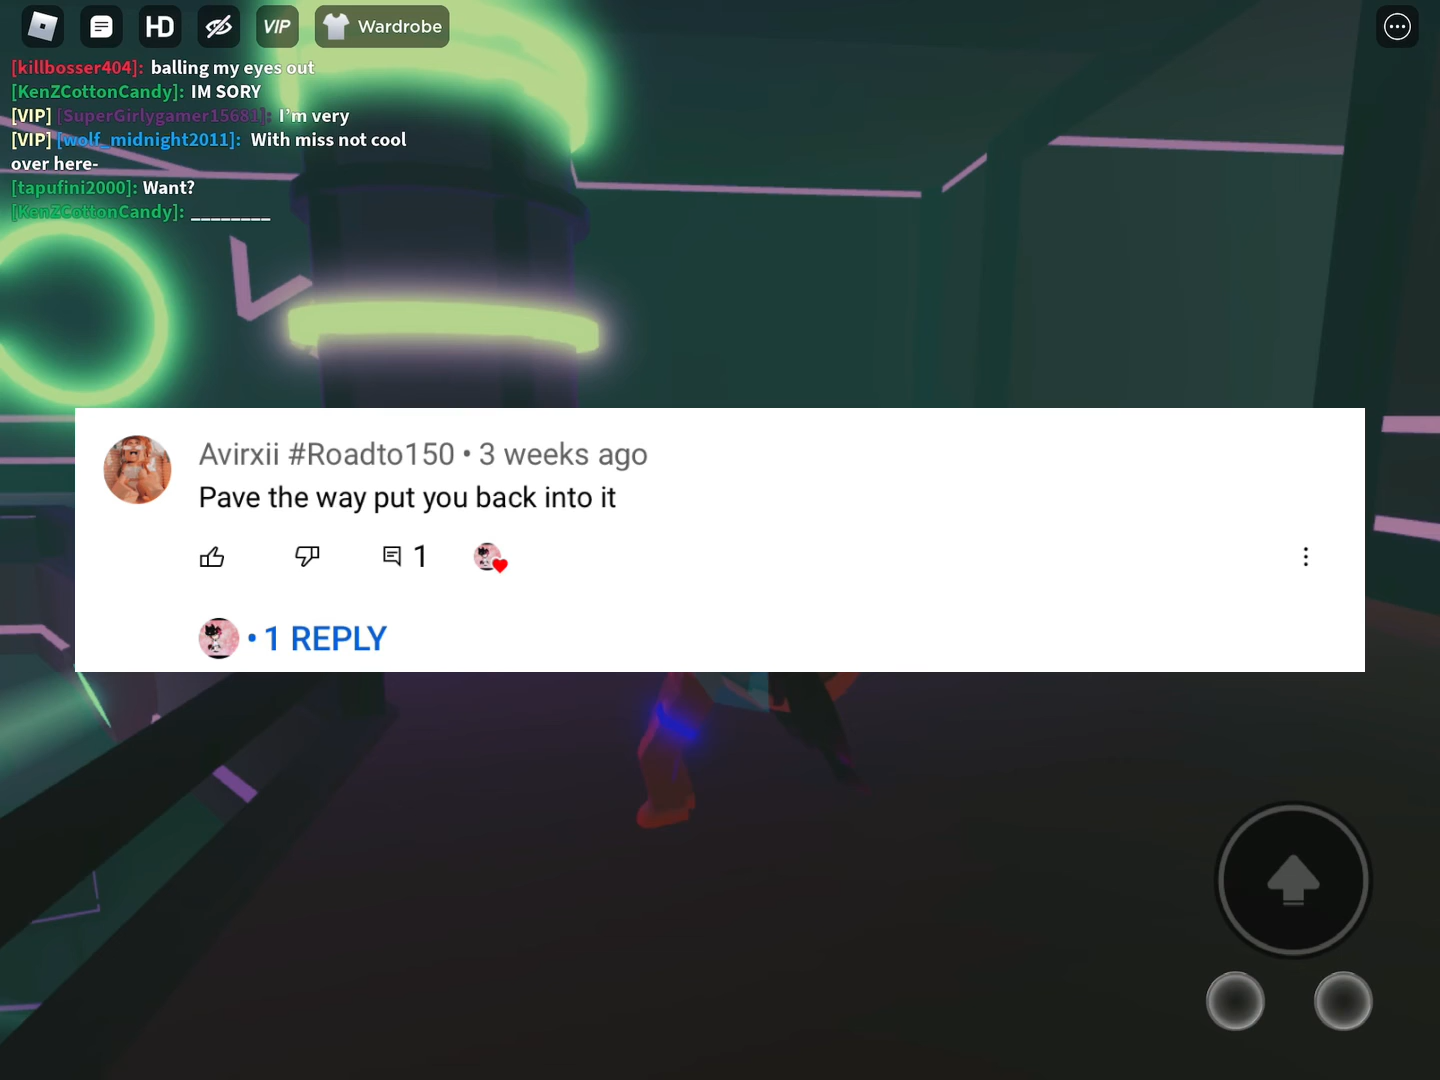 HD
VIP
Wardrobe
[killbosser404]: balling my eyes out
[KenZCottonCandy]: IM SORY
[VIP] [SuperGirlygamer15681]: I'm very
[VIP] [wolf_midnight2011]: With miss not cool
over here-
[tapufini2000]: Want?
[KenZCottonCandy]: ________
Avirxii #Roadto150 • 3 weeks ago
Pave the way put you back into it
1
• 1 REPLY